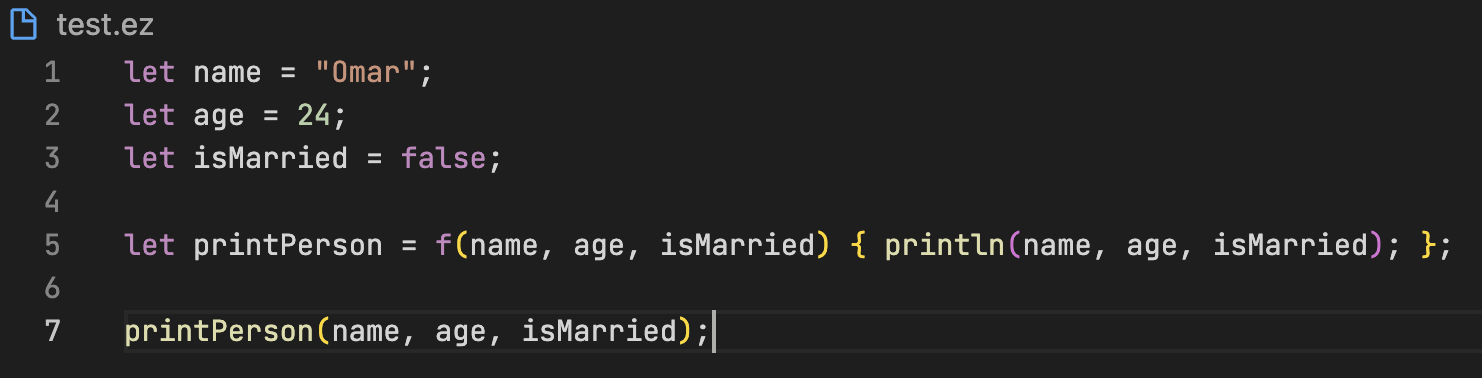 test.ez
1 let name = "Omar";
2 let age = 24;
3 let isMarried = false;
4
5 let printPerson = f(name, age, isMarried) { println(name, age, isMarried); };
6
7 printPerson(name, age, isMarried);